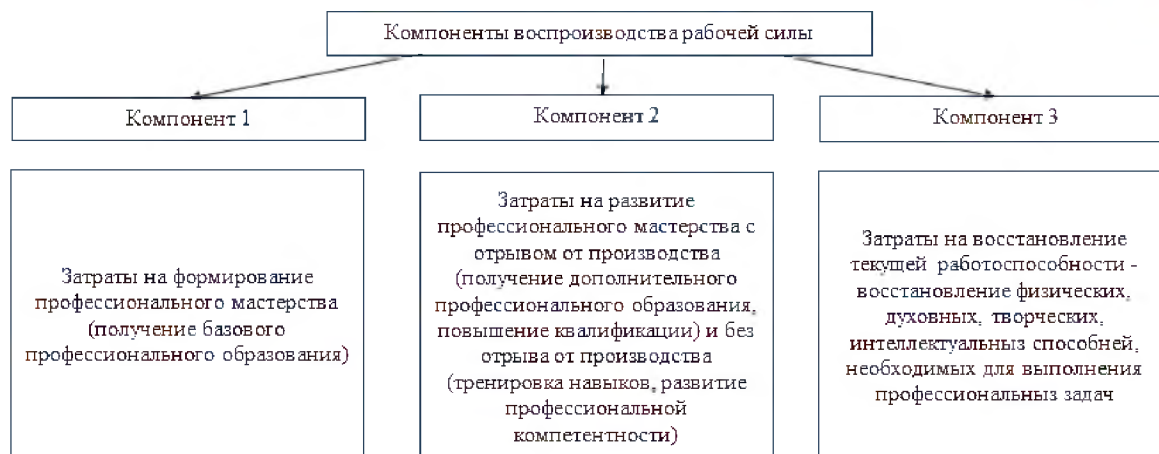 Компоненты воспроизводства рабочей силы
Компонент 1
Компонент 2
Компонент 3
Затраты на формирование
профессионального мастерства
(получение базового
профессионального образования)
Затраты на развитие
профессионального мастерства с
отрывом от производства
(получение дополнительного
профессионального образования,
повышение квалификации) и без
отрыва от производства
(тренировка навыков, развитие
профессиональной
компетентности)
Затраты на восстановление
текущей работоспособности -
восстановление физических,
духовных, творческих,
интеллектуальныз способней,
необходимых для выполнения
профессиональныз задач